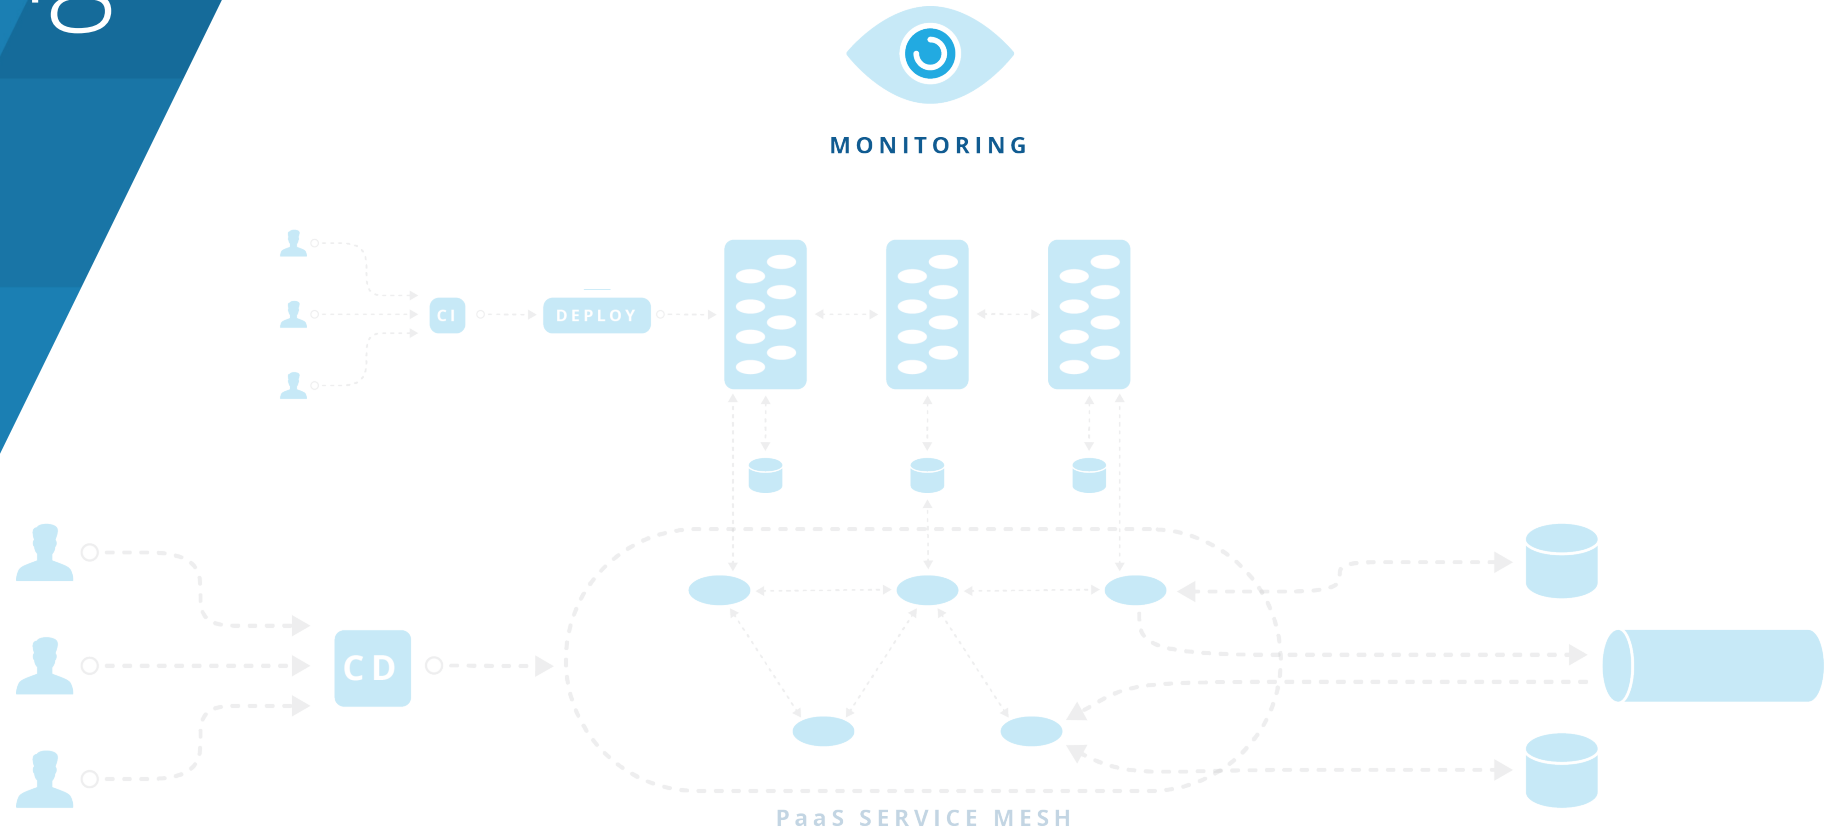 MONITORING
CI
DEPLOY
CD
PaaS SERVICE MESH